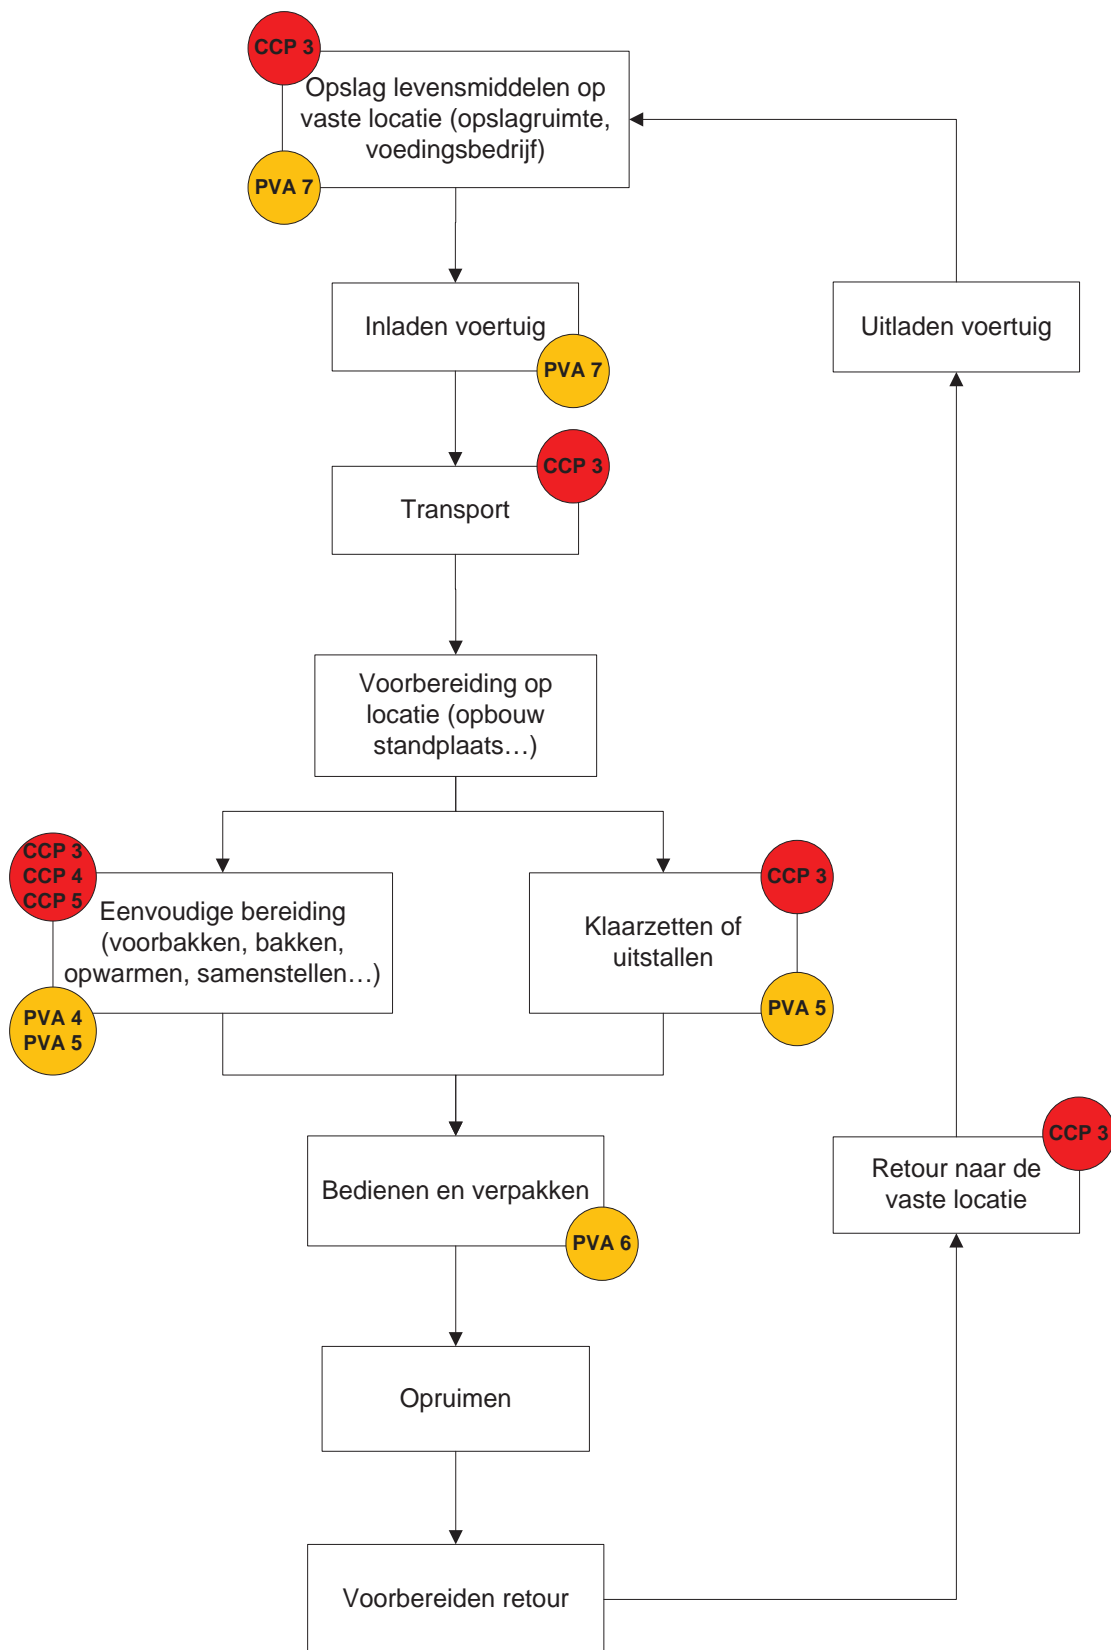 CCP 3
Opslag levensmiddelen op
vaste locatie (opslagruimte,
voedingsbedrijf)
PVA 7
Inladen voertuig
PVA 7
Uitladen voertuig
CCP 3
Transport
Voorbereiding op
locatie (opbouw
standplaats…)
CCP 3
CCP 4
CCP 5
Eenvoudige bereiding
(voorbakken, bakken,
opwarmen, samenstellen…)
PVA 4
PVA 5
CCP 3
Klaarzetten of
uitstallen
PVA 5
Bedienen en verpakken
PVA 6
CCP 3
Retour naar de
vaste locatie
Opruimen
Voorbereiden retour